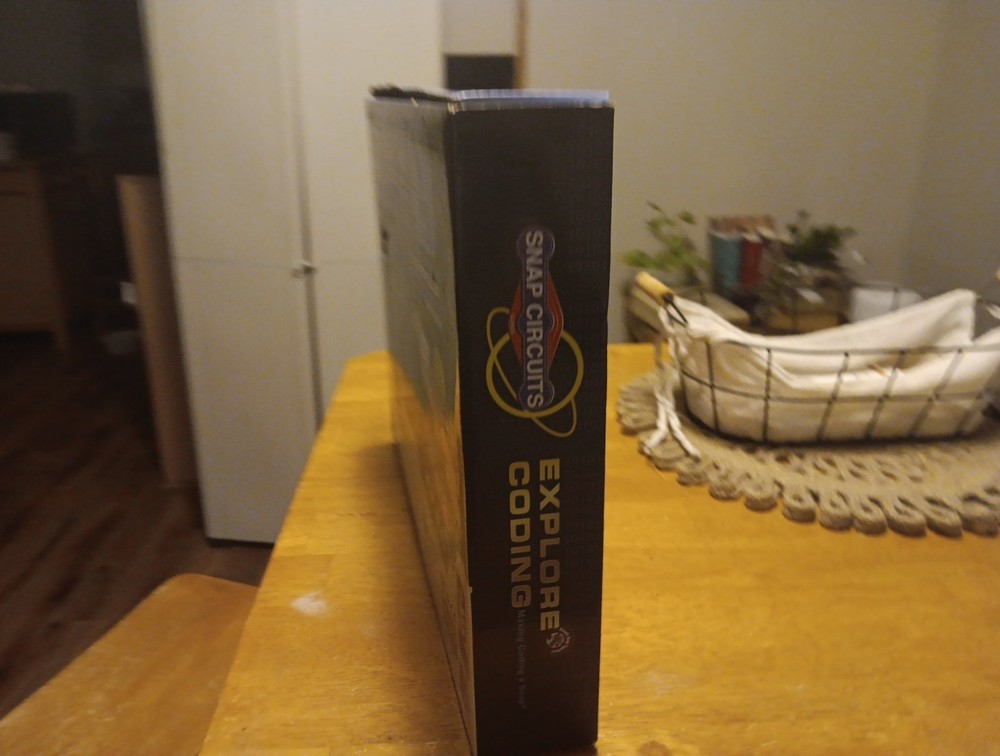 SNAP CIRCUITS
EXPLORE
CODING